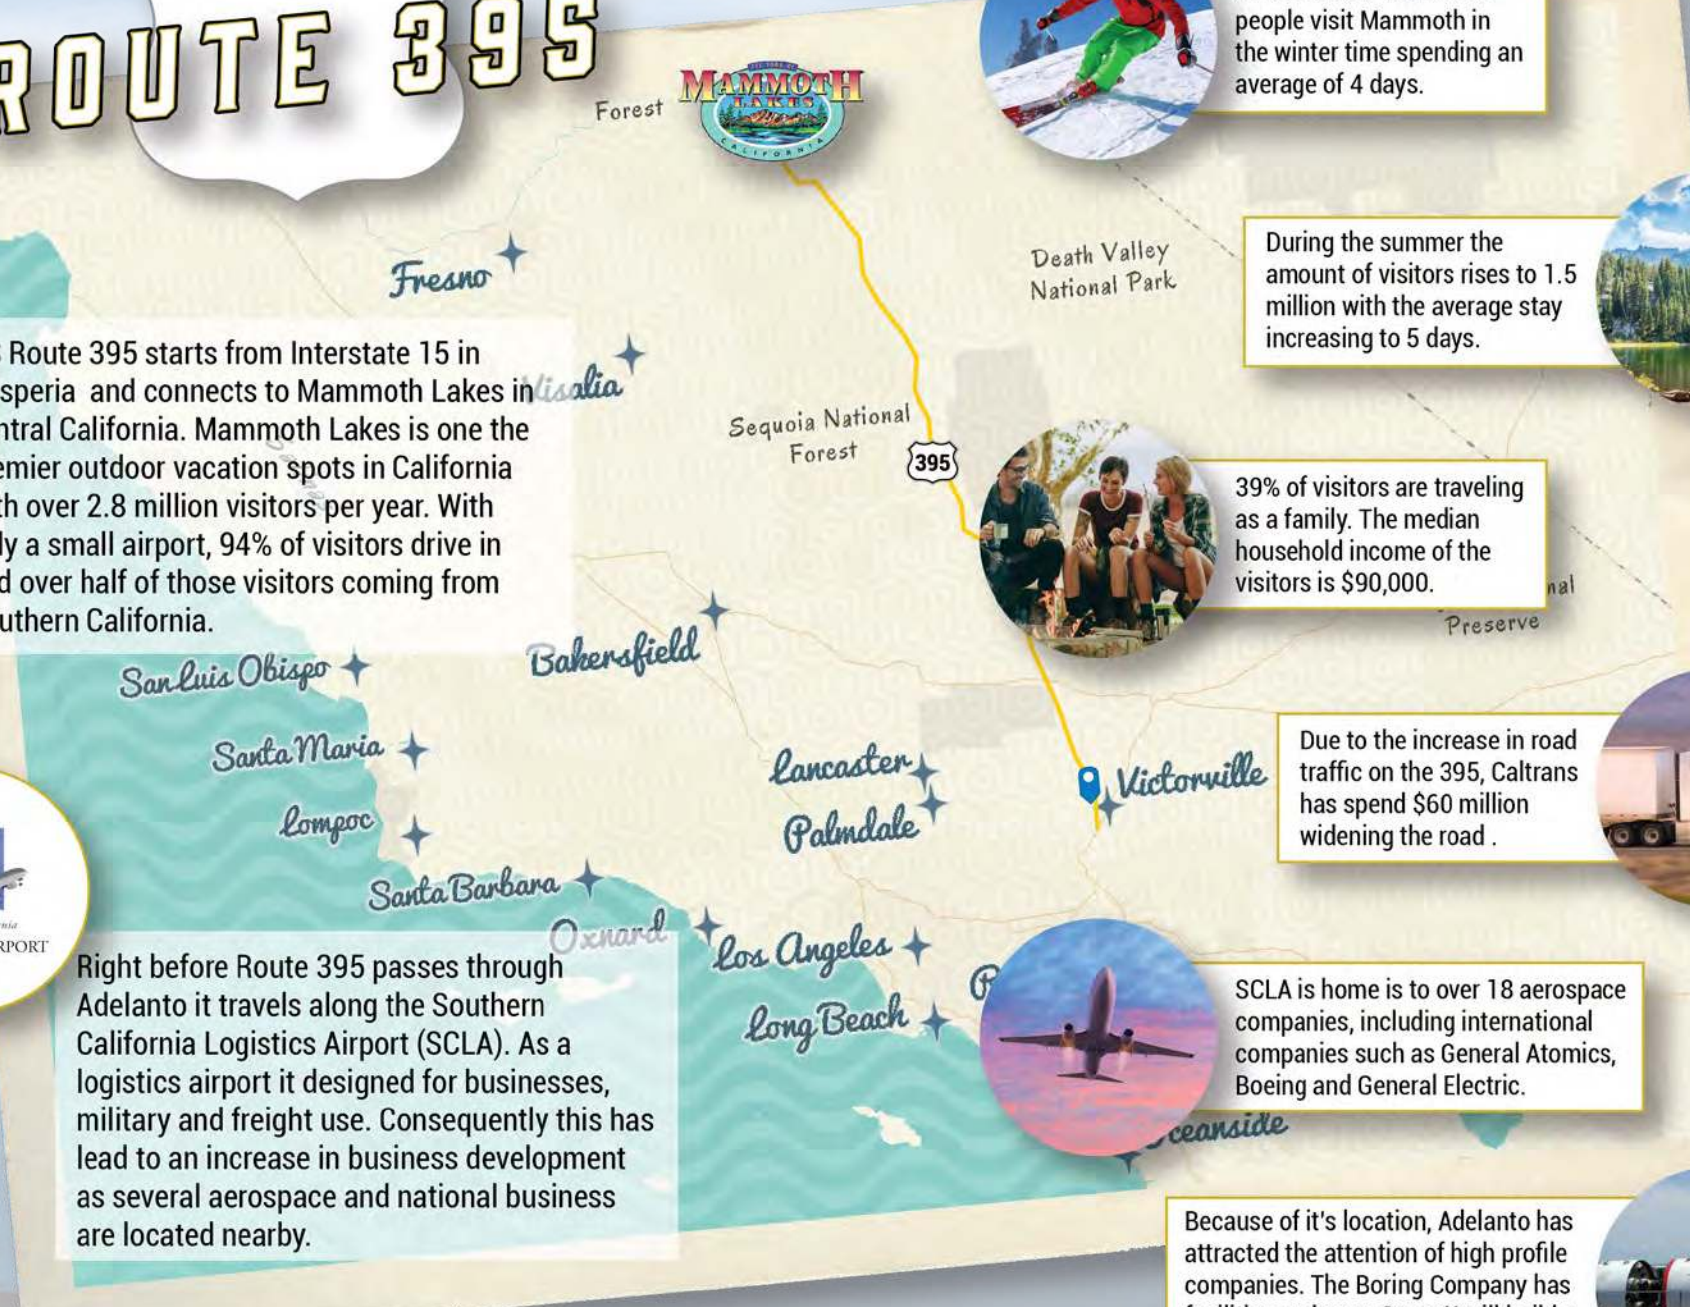 ROUTE 395
people visit Mammoth in
the winter time spending an
average of 4 days.
MAMMOTH
LAKES
CALIFORNIA
Forest
Fresno
Death Valley
National Park
During the summer the
amount of visitors rises to 1.5
million with the average stay
increasing to 5 days.
Route 395 starts from Interstate 15 in
speria and connects to Mammoth Lakes in
ntral California. Mammoth Lakes is one the
emier outdoor vacation spots in California
th over 2.8 million visitors per year. With
ly a small airport, 94% of visitors drive in
d over half of those visitors coming from
uthern California.
Visalia
Sequoia National
Forest
395
39% of visitors are traveling
as a family. The median
household income of the
visitors is $90,000.
nal
Preserve
Bakersfield
San Luis Obispo
Santa Maria
Lompoc
Santa Barbara
Oxnard
Lancaster
Palmdale
Victorville
Due to the increase in road
traffic on the 395, Caltrans
has spend $60 million
widening the road .
Los Angeles
Long Beach
nia
RPORT
Right before Route 395 passes through
Adelanto it travels along the Southern
California Logistics Airport (SCLA). As a
logistics airport it designed for businesses,
military and freight use. Consequently this has
lead to an increase in business development
as several aerospace and national business
are located nearby.
SCLA is home is to over 18 aerospace
companies, including international
companies such as General Atomics,
Boeing and General Electric.
ceanside
Because of it's location, Adelanto has
attracted the attention of high profile
companies. The Boring Company has